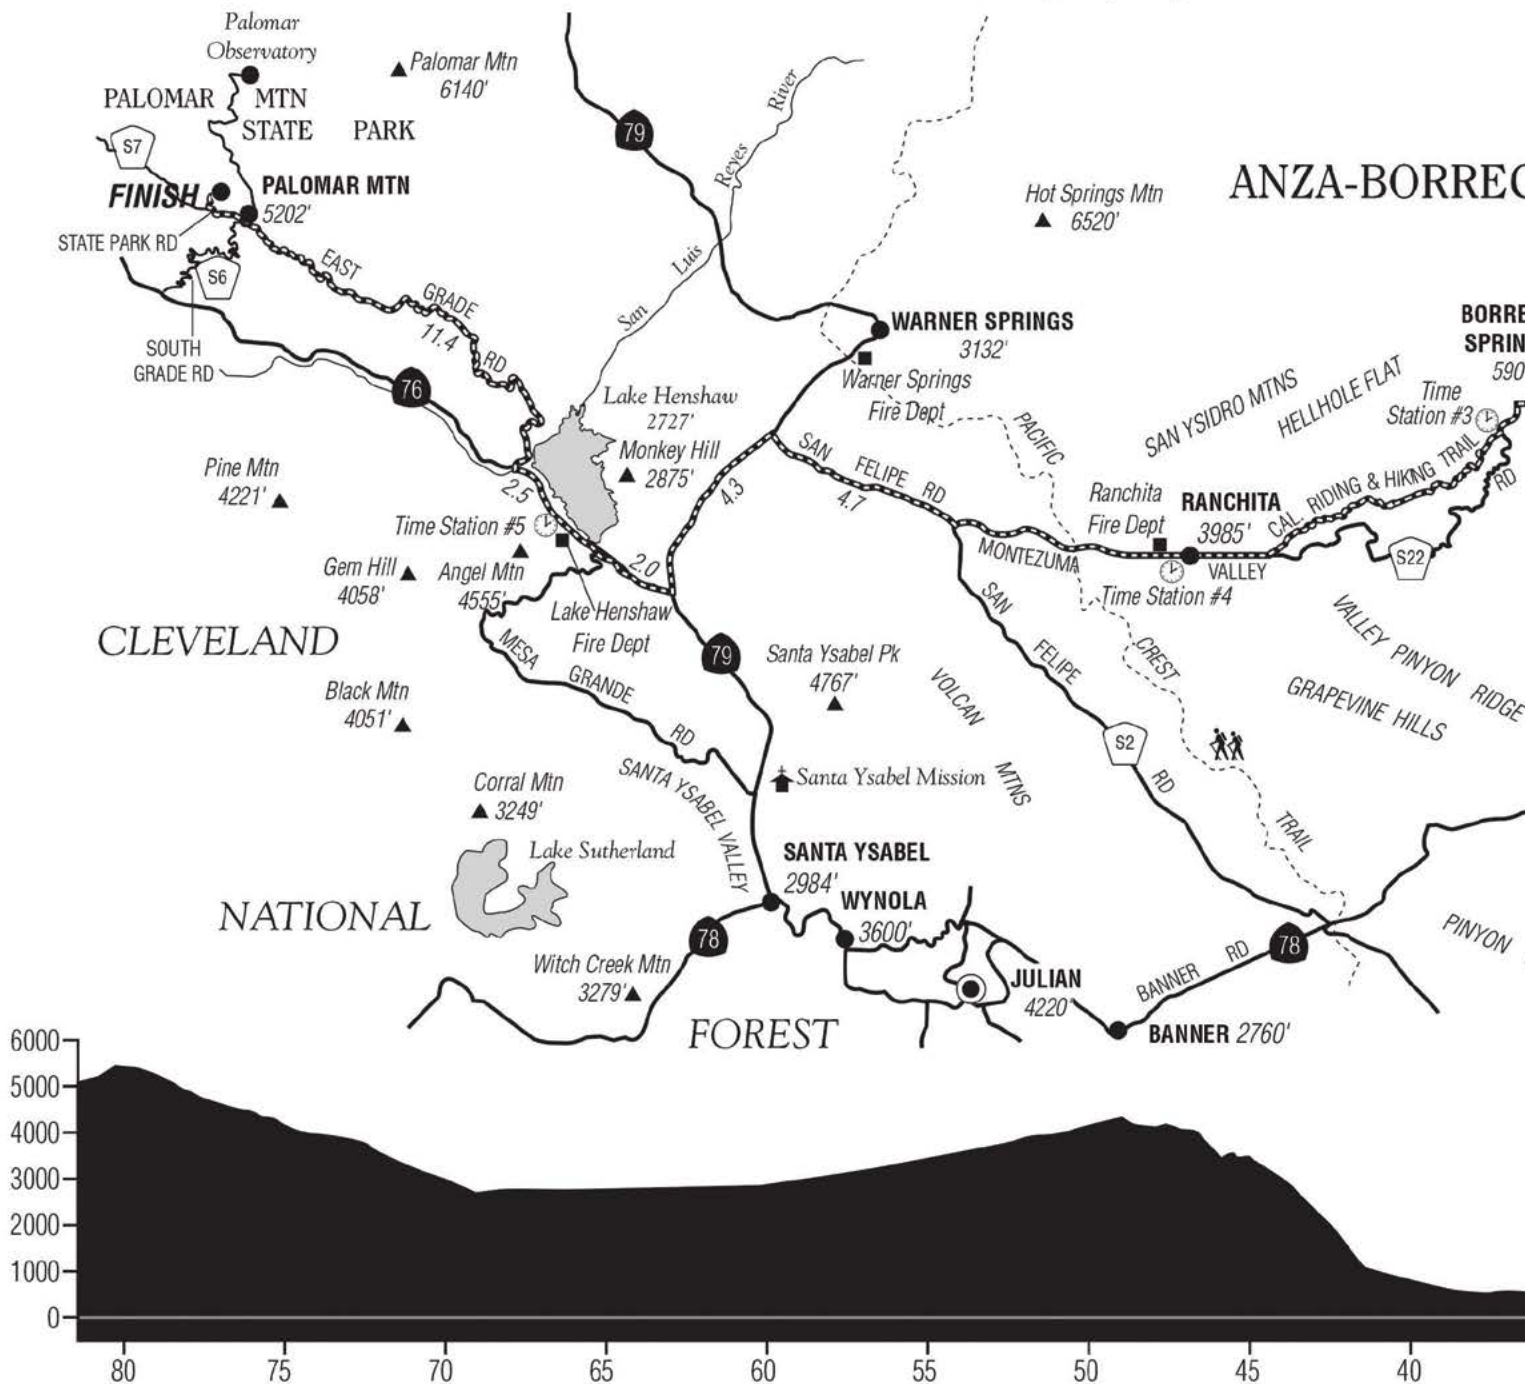 Palomar
Observatory
Palomar Mtn
6140'
PALOMAR MTN
STATE PARK
S7
79
Reyes River
FINISH
PALOMAR MTN
5202'
STATE PARK RD
S6
EAST GRADE RD
11.4
San Luis
Hot Springs Mtn
6520'
ANZA-BORREG
SOUTH
GRADE RD
76
WARNER SPRINGS
3132'
Warner Springs
Fire Dept
BORRE
SPRIN
590
Time
Station #3
Lake Henshaw
2727'
Monkey Hill
2875'
SAN YSIDRO MTNS
HELLHOLE FLAT
PACIFIC
SAN FELIPE RD
4.7
4.3
Pine Mtn
4221'
2.5
Time Station #5
Ranchita
Fire Dept
RANCHITA
3985'
CAL. RIDING & HIKING TRAIL
RD
S22
MONTEZUMA
VALLEY
Time Station #4
Gem Hill
4058'
Angel Mtn
4555'
2.0
Lake Henshaw
Fire Dept
CLEVELAND
MESA GRANDE RD
79
Santa Ysabel Pk
4767'
VOLCAN MTNS
SAN FELIPE RD
CREST
VALLEY PINYON RIDGE
GRAPEVINE HILLS
Black Mtn
4051'
S2
SANTA YSABEL VALLEY
Santa Ysabel Mission
TRAIL
Corral Mtn
3249'
Lake Sutherland
SANTA YSABEL
2984'
WYNOLA
3600'
NATIONAL
78
Witch Creek Mtn
3279'
JULIAN
4220'
BANNER RD
78
PINYON
FOREST
BANNER 2760'
6000
5000
4000
3000
2000
1000
0
80 75 70 65 60 55 50 45 40